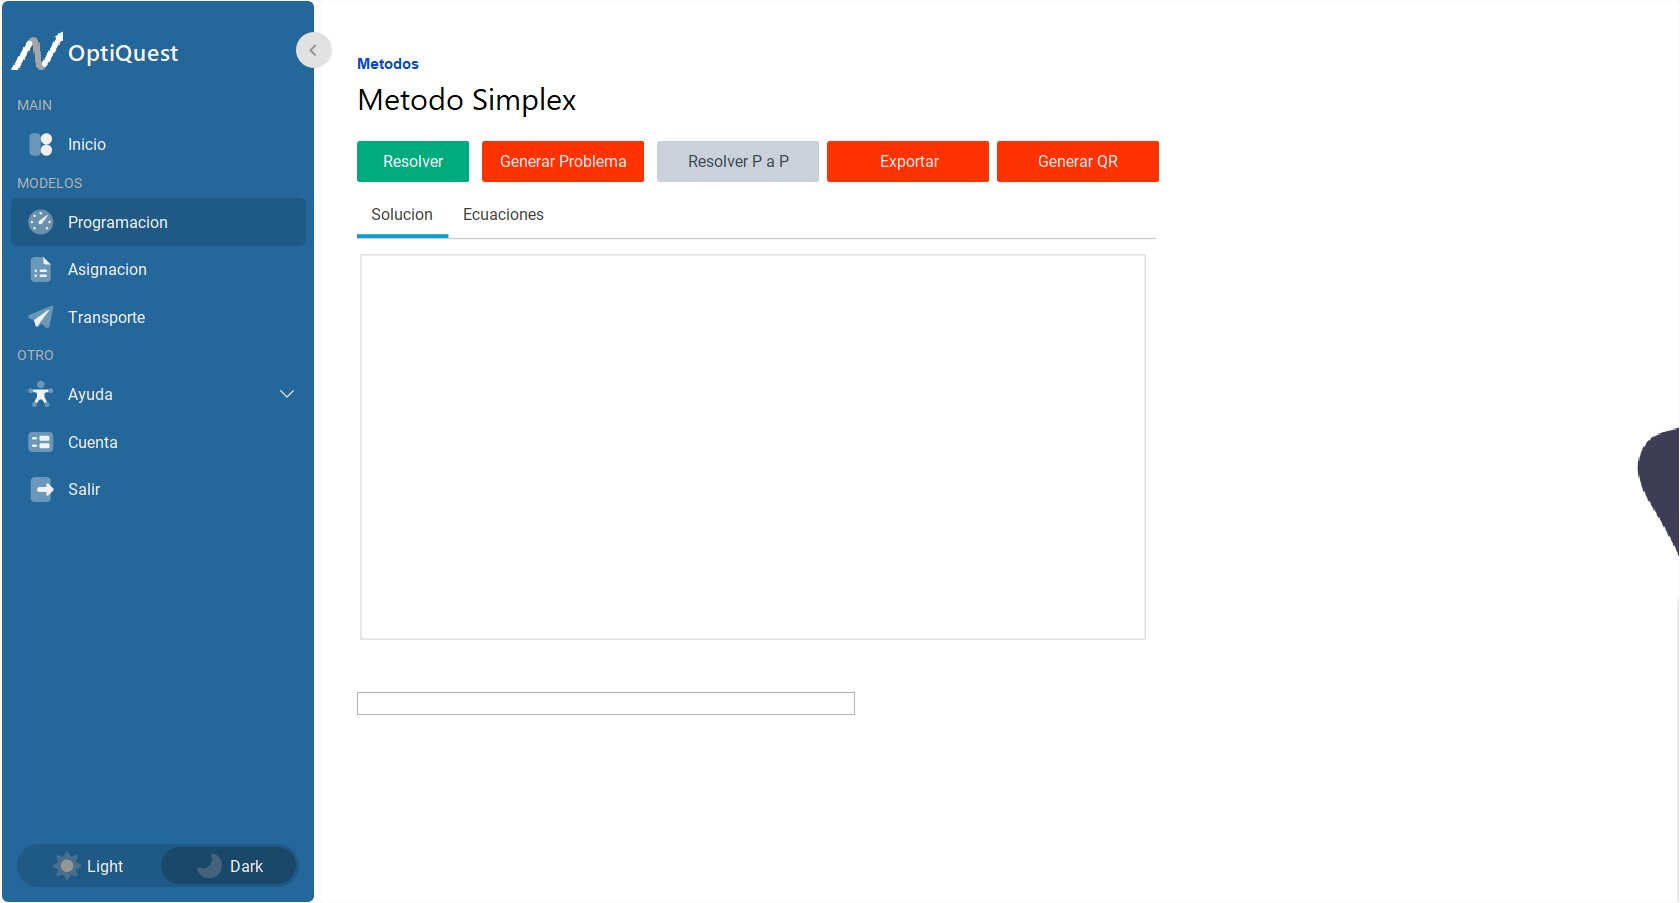 OptiQuest
MAIN
Inicio
MODELOS
Programacion
Asignacion
Transporte
OTRO
Ayuda
Cuenta
Salir
Light Dark
Metodos
Metodo Simplex
Resolver Generar Problema Resolver P a P Exportar Generar QR
Solucion Ecuaciones